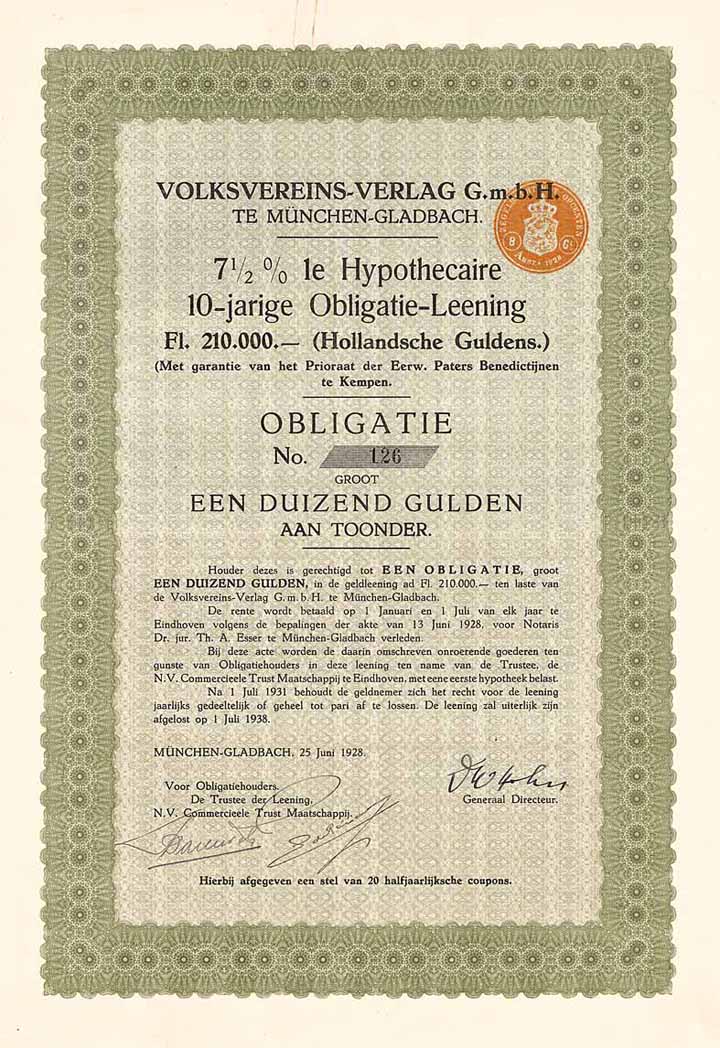 VOLKSVEREINS-VERLAG G.m.b.H.
TE MÜNCHEN-GLADBACH.
7 1/2 % 1e Hypothecaire
10-jarige Obligatie-Leening
Fl. 210.000.— (Hollandsche Guldens.)
(Met garantie van het Prioraat der Eerw. Paters Benedictijnen
te Kempen.
OBLIGATIE
No. 126
GROOT
EEN DUIZEND GULDEN
AAN TOONDER.
Houder dezes is gerechtigd tot EEN OBLIGATIE, groot
EEN DUIZEND GULDEN, in de geldleening ad Fl. 210.000.— ten laste van
de Volksvereins-Verlag G. m. b. H. te München-Gladbach.
De rente wordt betaald op 1 Januari en 1 Juli van elk jaar te
Eindhoven volgens de bepalingen der akte van 13 Juni 1928, voor Notaris
Dr. jur. Th. A. Esser te München-Gladbach verleden.
Bij deze acte worden de daarin omschreven onroerende goederen ten
gunste van Obligatiehouders in deze leening ten name van de Trustee, de
N.V. Commercieele Trust Maatschappij te Eindhoven, met eene eerste hypotheek belast.
Na 1 Juli 1931 behoudt de geldnemer zich het recht voor de leening
jaarlijks gedeeltelijk of geheel tot pari af te lossen. De leening zal uiterlijk zijn
afgelost op 1 Juli 1938.
MÜNCHEN-GLADBACH, 25 Juni 1928.
Voor Obligatiehouders.
De Trustee der Leening,
N.V. Commercieele Trust Maatschappij.
Generaal Directeur.
Hierbij afgegeven een stel van 20 halfjaarlijksche coupons.